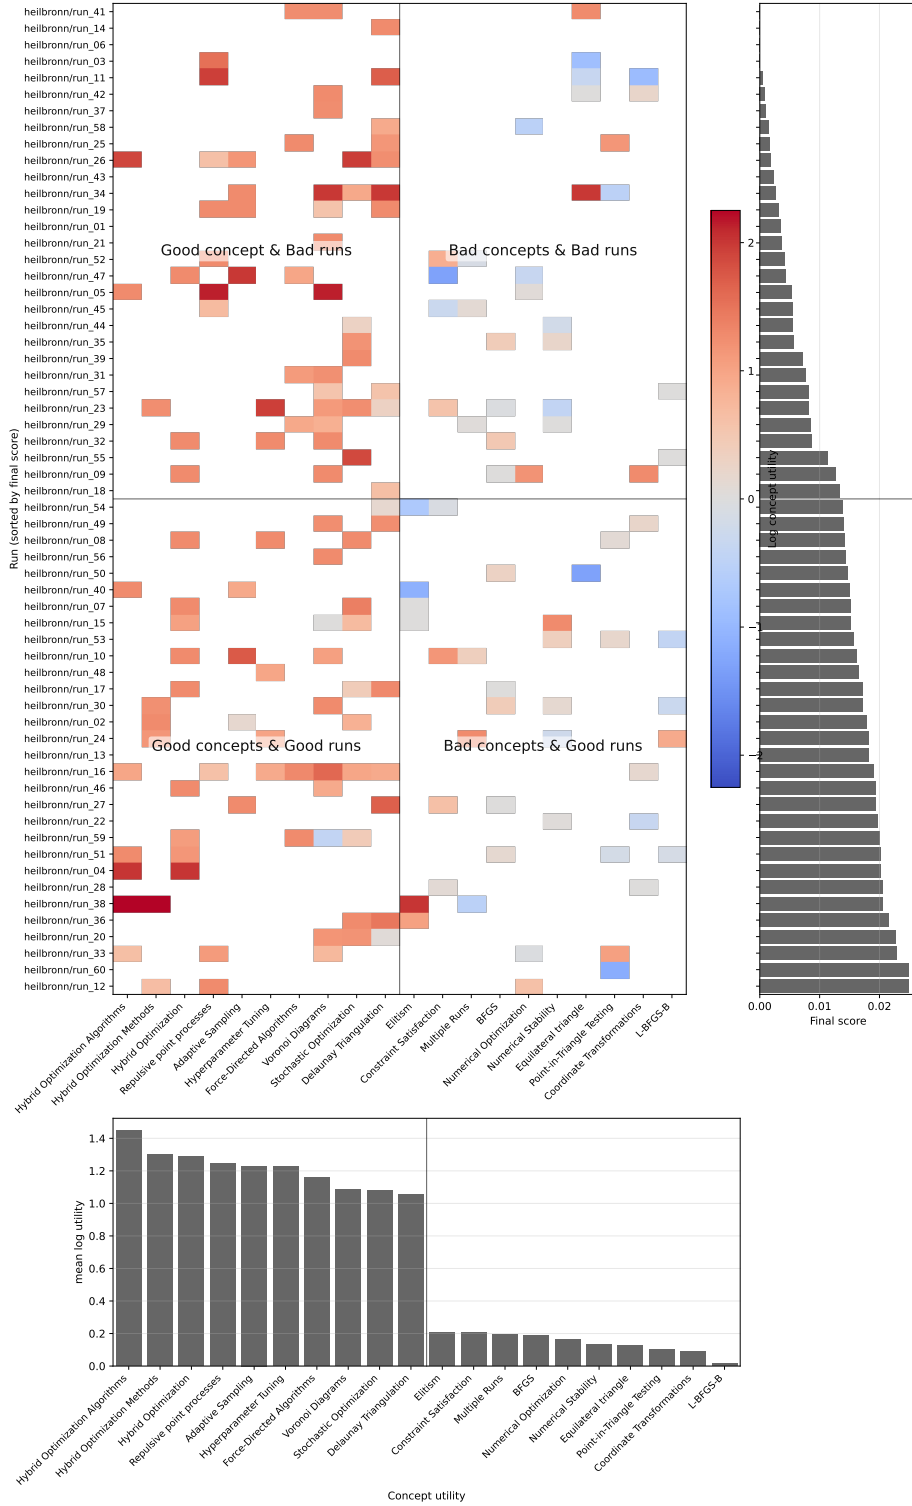 heilbronn/run_41
heilbronn/run_14
heilbronn/run_06
heilbronn/run_03
heilbronn/run_11
heilbronn/run_42
heilbronn/run_37
heilbronn/run_58
heilbronn/run_25
heilbronn/run_26
heilbronn/run_43
heilbronn/run_34
heilbronn/run_19
heilbronn/run_01
heilbronn/run_21
heilbronn/run_52
heilbronn/run_47
heilbronn/run_05
heilbronn/run_45
heilbronn/run_44
heilbronn/run_35
heilbronn/run_39
heilbronn/run_31
heilbronn/run_57
heilbronn/run_23
heilbronn/run_29
heilbronn/run_32
heilbronn/run_55
heilbronn/run_09
heilbronn/run_18
heilbronn/run_54
heilbronn/run_49
heilbronn/run_08
heilbronn/run_56
heilbronn/run_50
heilbronn/run_40
heilbronn/run_07
heilbronn/run_15
heilbronn/run_53
heilbronn/run_10
heilbronn/run_48
heilbronn/run_17
heilbronn/run_30
heilbronn/run_02
heilbronn/run_24
heilbronn/run_13
heilbronn/run_16
heilbronn/run_46
heilbronn/run_27
heilbronn/run_22
heilbronn/run_59
heilbronn/run_51
heilbronn/run_04
heilbronn/run_28
heilbronn/run_38
heilbronn/run_36
heilbronn/run_20
heilbronn/run_33
heilbronn/run_60
heilbronn/run_12
Run (sorted by final score)
Good concept & Bad runs
Bad concepts & Bad runs
Good concepts & Good runs
Bad concepts & Good runs
2
1
0
−1
−2
Log concept utility
0.00
0.01
0.02
Final score
Hybrid Optimization Algorithms
Hybrid Optimization Methods
Hybrid Optimization
Repulsive point processes
Adaptive Sampling
Hyperparameter Tuning
Force-Directed Algorithms
Voronoi Diagrams
Stochastic Optimization
Delaunay Triangulation
Elitism
Constraint Satisfaction
Multiple Runs
BFGS
Numerical Optimization
Numerical Stability
Equilateral triangle
Point-in-Triangle Testing
Coordinate Transformations
L-BFGS-B
1.4
1.2
1.0
0.8
0.6
0.4
0.2
0.0
mean log utility
Hybrid Optimization Algorithms
Hybrid Optimization Methods
Hybrid Optimization
Repulsive point processes
Adaptive Sampling
Hyperparameter Tuning
Force-Directed Algorithms
Voronoi Diagrams
Stochastic Optimization
Delaunay Triangulation
Elitism
Constraint Satisfaction
Multiple Runs
BFGS
Numerical Optimization
Numerical Stability
Equilateral triangle
Point-in-Triangle Testing
Coordinate Transformations
L-BFGS-B
Concept utility